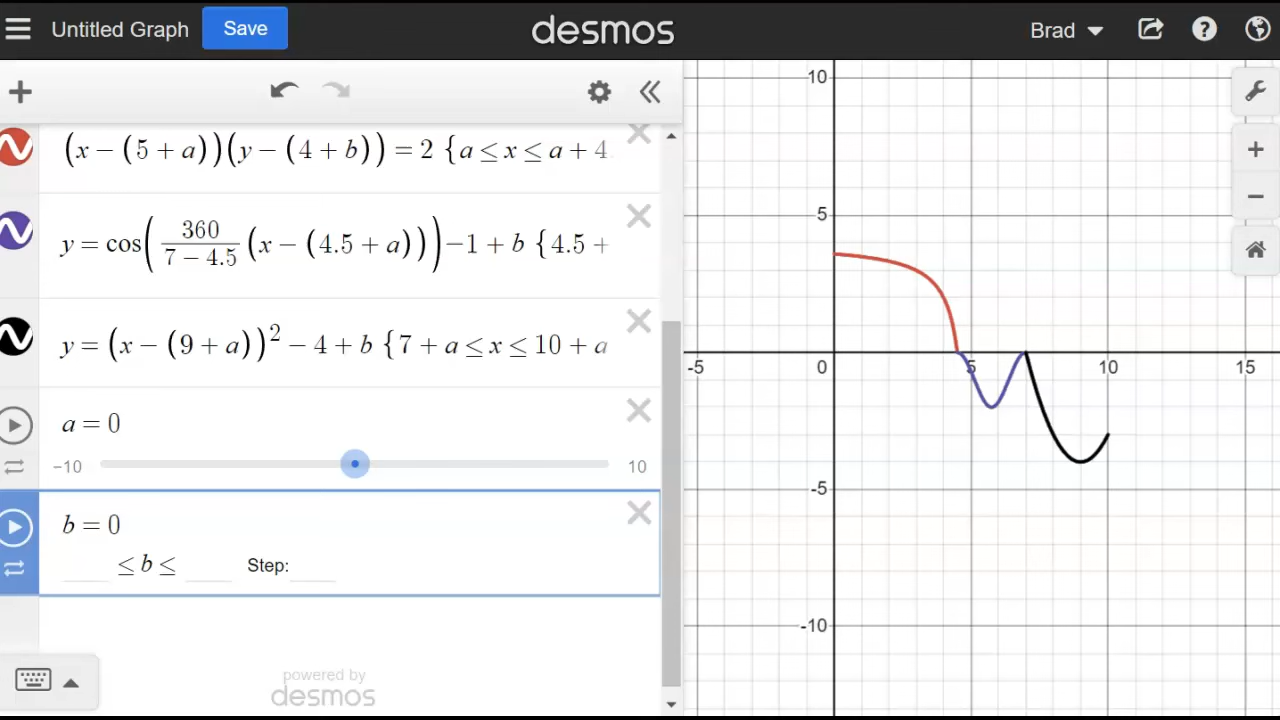 Untitled Graph Save desmos Brad
(x − (5 + a))(y − (4 + b)) = 2 {a ≤ x ≤ a + 4.
y = cos(360/(7 − 4.5) (x − (4.5 + a))) − 1 + b {4.5 +
y = (x − (9 + a))² − 4 + b {7 + a ≤ x ≤ 10 + a
a = 0
−10 10
b = 0
≤ b ≤ Step:
powered by
desmos
10
5
-5 0 5 10 15
-5
-10